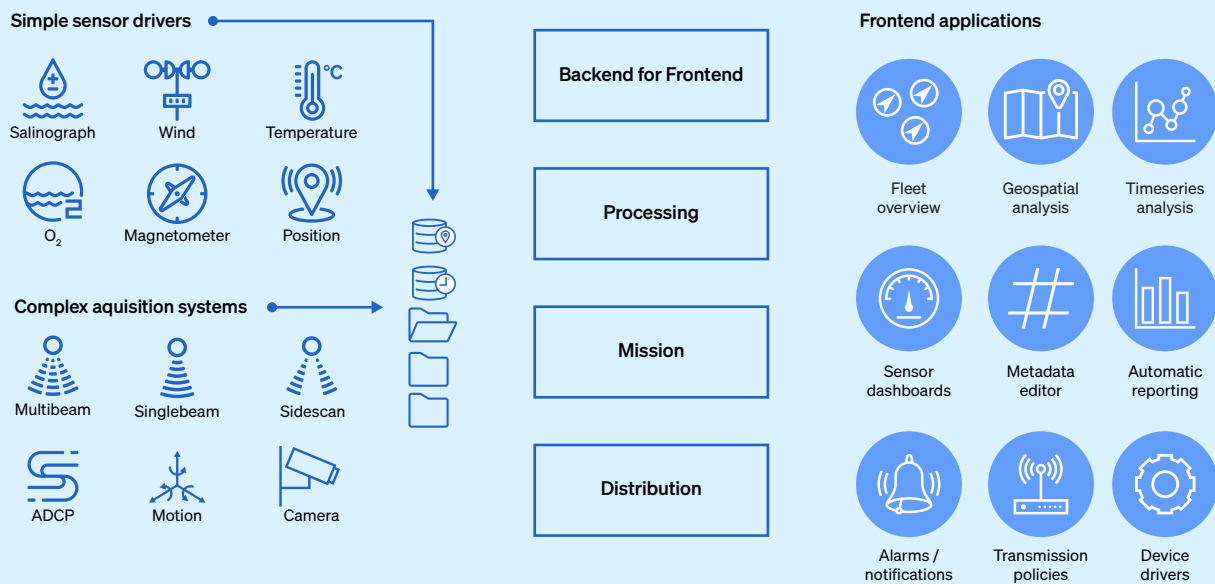 Simple sensor drivers
Salinograph
Wind
°C
Temperature
2
O₂
Magnetometer
Position
Complex aquisition systems
Multibeam
Singlebeam
Sidescan
ADCP
Motion
Camera
Backend for Frontend
Processing
Mission
Distribution
Frontend applications
Fleet
overview
Geospatial
analysis
Timeseries
analysis
Sensor
dashboards
Metadata
editor
Automatic
reporting
Alarms /
notifications
Transmission
policies
Device
drivers